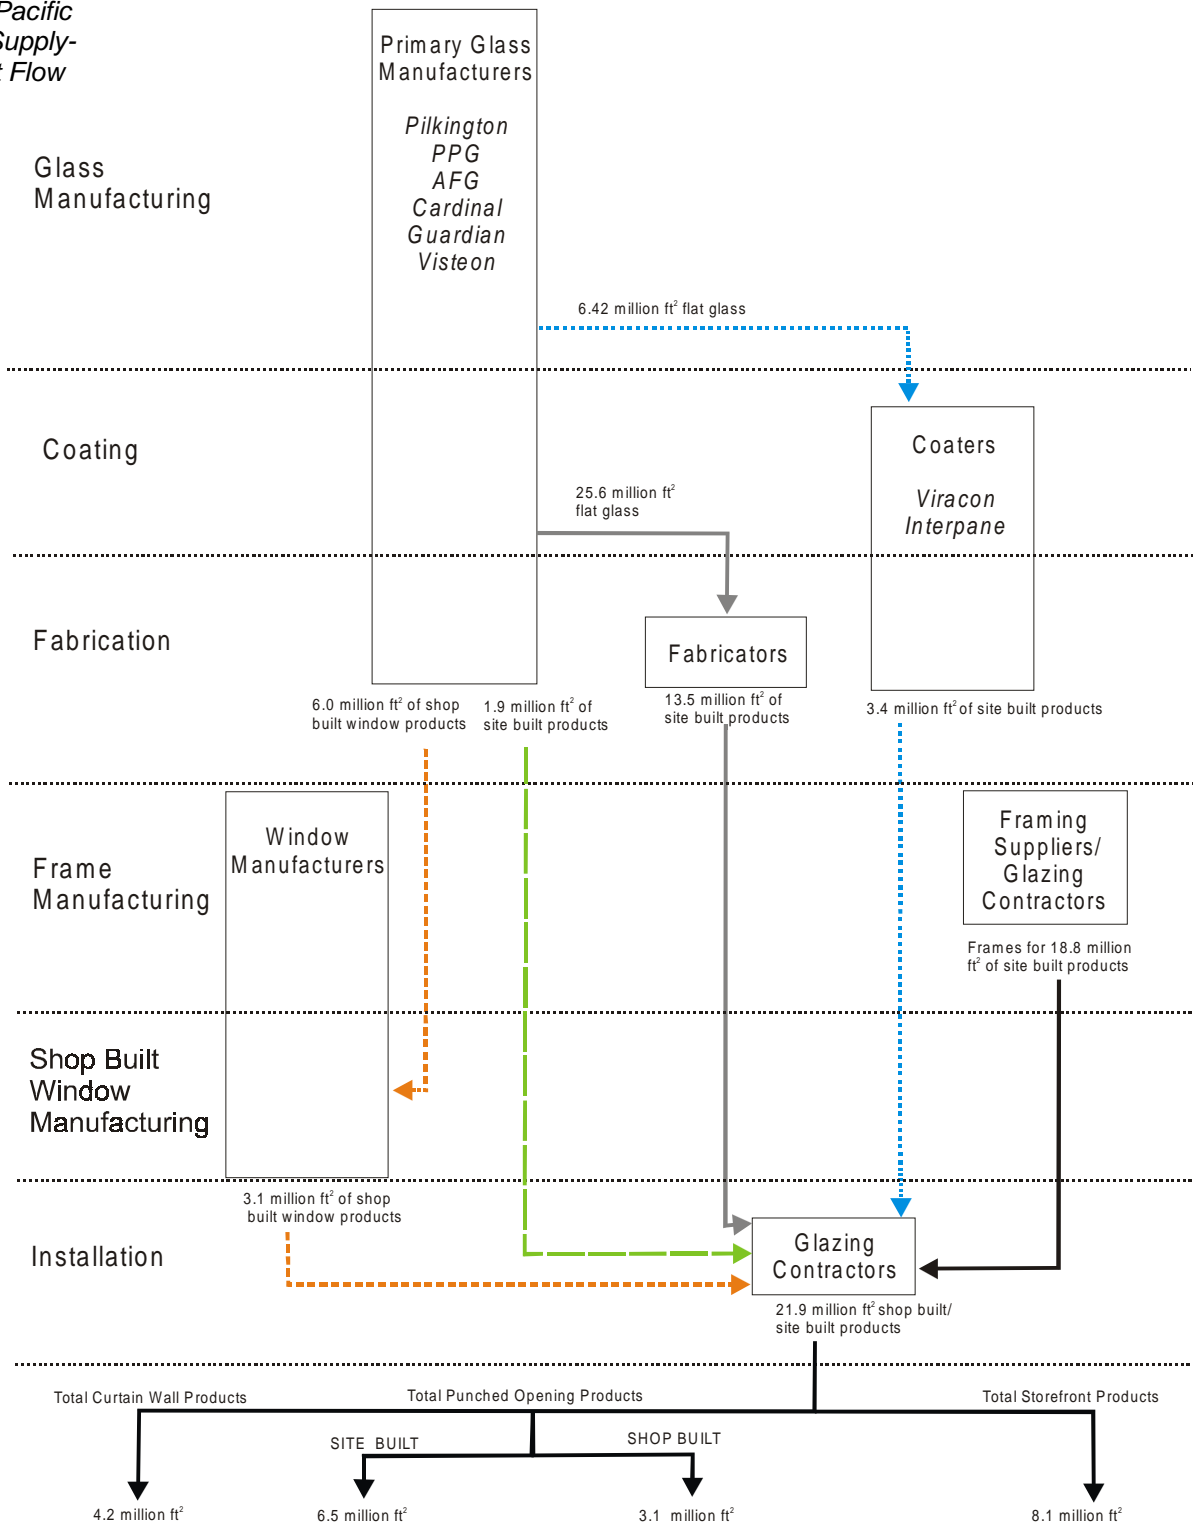 Pacific
Supply-
Flow
Primary Glass
Manufacturers
Pilkington
PPG
AFG
Cardinal
Guardian
Visteon
Glass
Manufacturing
6.42 million ft² flat glass
Coating
Coaters
Viracon
Interpane
25.6 million ft²
flat glass
Fabrication
Fabricators
6.0 million ft² of shop
built window products
1.9 million ft² of
site built products
13.5 million ft² of
site built products
3.4 million ft² of site built products
Window
Manufacturers
Framing
Suppliers/
Glazing
Contractors
Frame
Manufacturing
Frames for 18.8 million
ft² of site built products
Shop Built
Window
Manufacturing
3.1 million ft² of shop
built window products
Installation
Glazing
Contractors
21.9 million ft² shop built/
site built products
Total Curtain Wall Products
Total Punched Opening Products
Total Storefront Products
SITE BUILT
SHOP BUILT
4.2 million ft²
6.5 million ft²
3.1 million ft²
8.1 million ft²